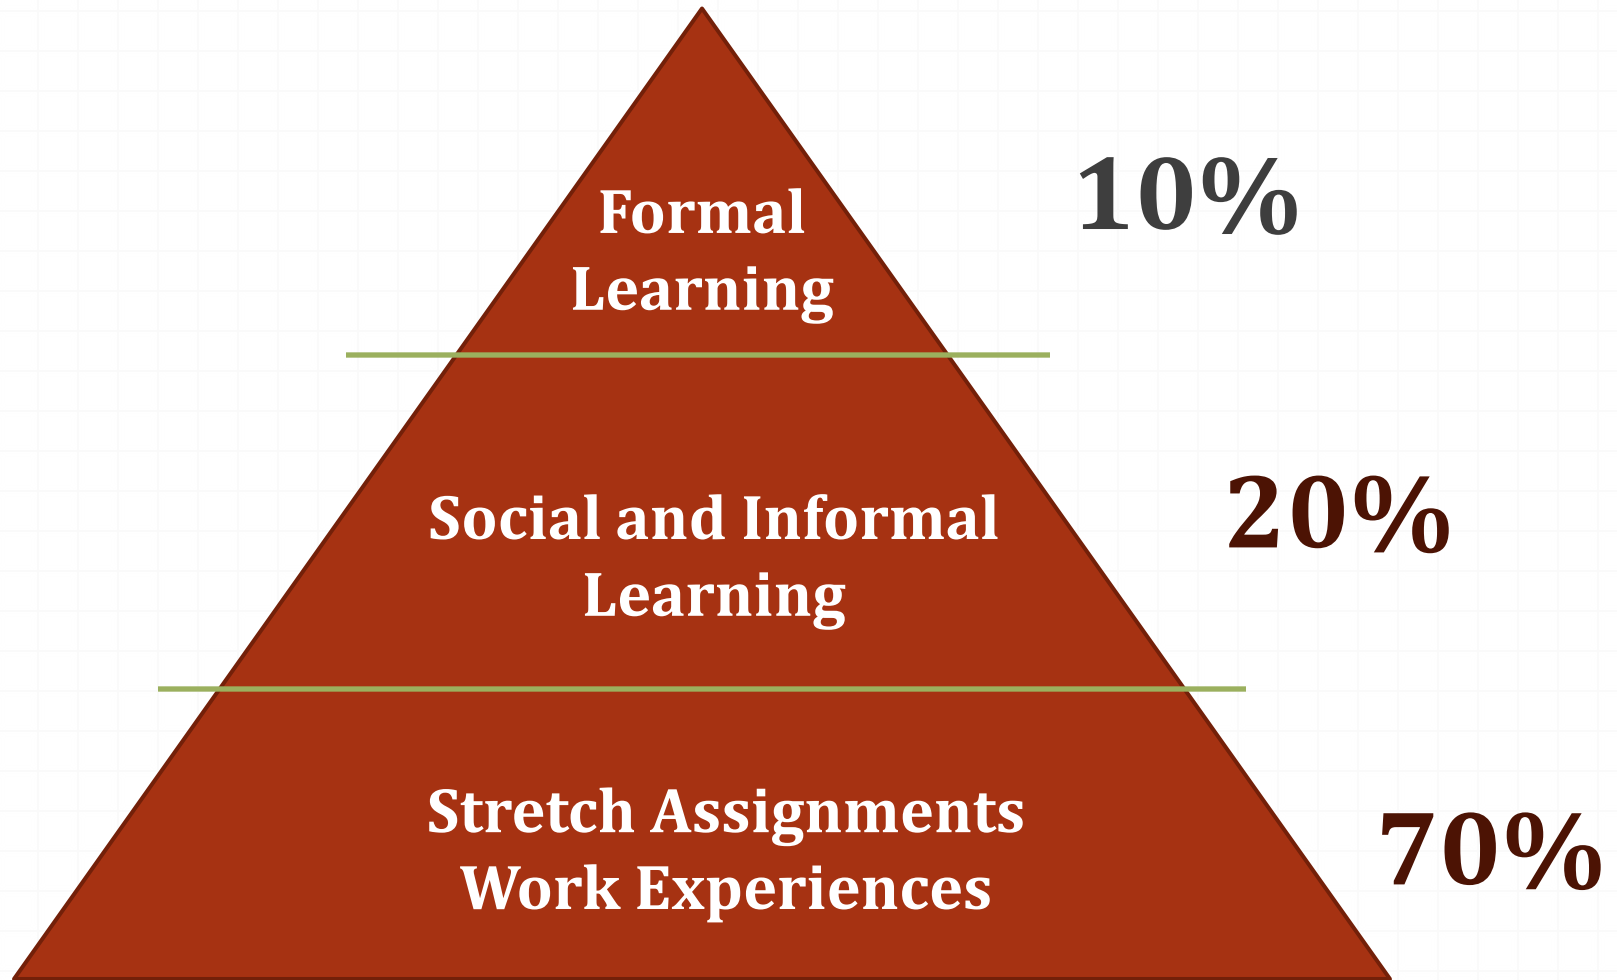 Formal
Learning
10%
Social and Informal
Learning
20%
Stretch Assignments
Work Experiences
70%